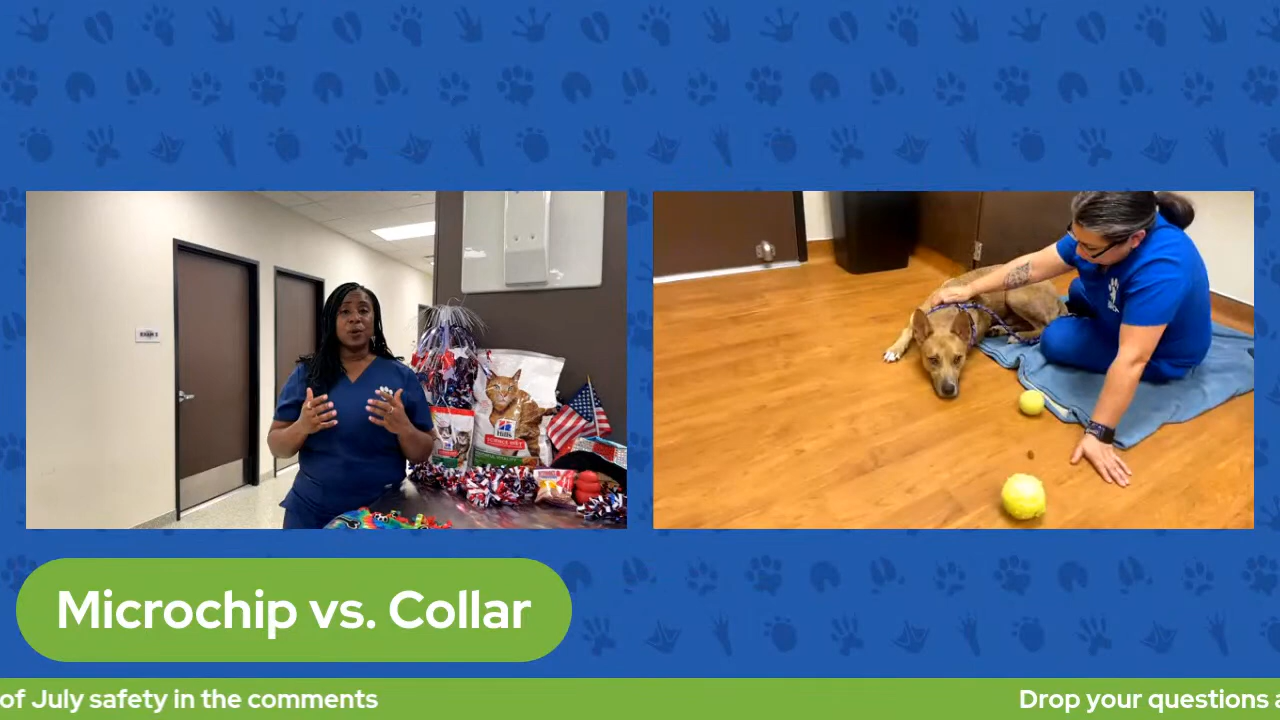 Hill's
SCIENCE DIET
Microchip vs. Collar
of July safety in the comments
Drop your questions a